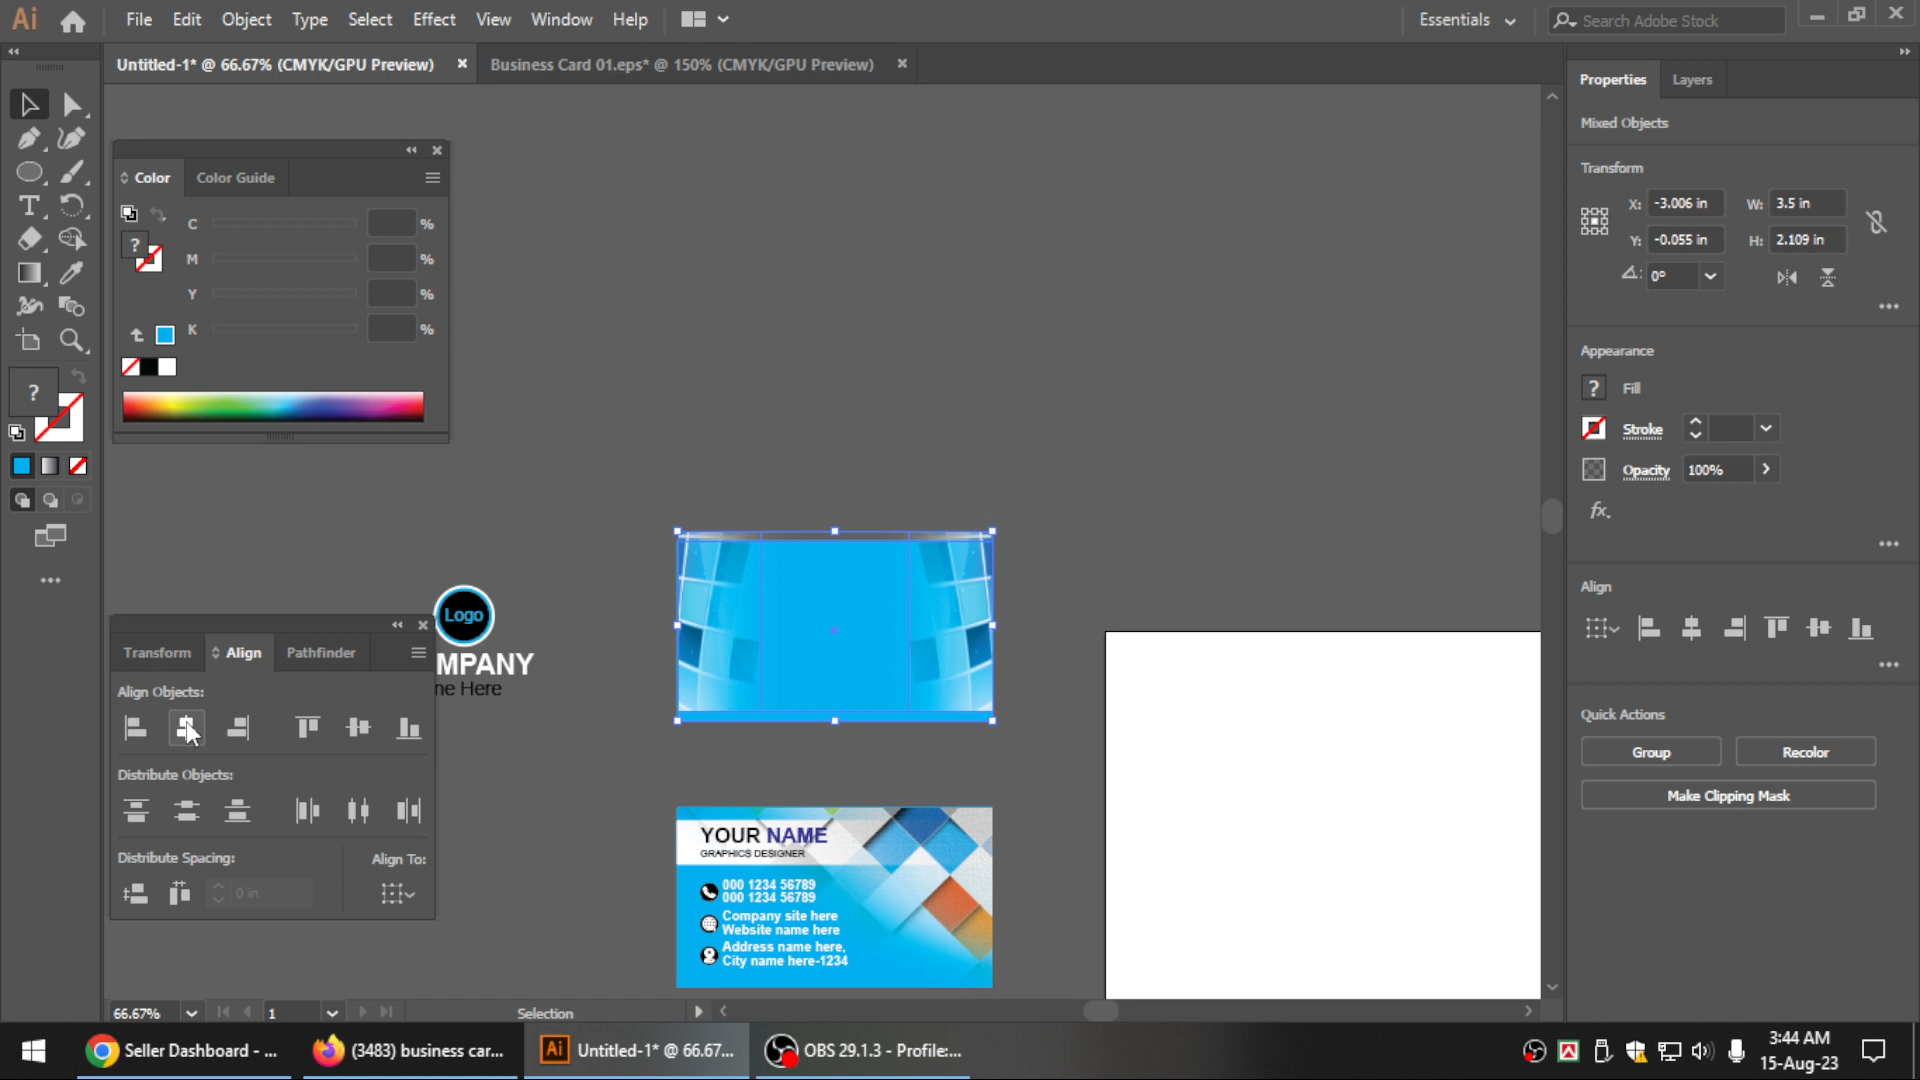 Ai File Edit Object Type Select Effect View Window Help Essentials Search Adobe Stock
Untitled-1* @ 66.67% (CMYK/GPU Preview) Business Card 01.eps* @ 150% (CMYK/GPU Preview)
Properties Layers
Mixed Objects
Transform
X: -3.006 in W: 3.5 in
Y: -0.055 in H: 2.109 in
0°
Appearance
? Fill
Stroke
Opacity 100%
fx.
Align
Quick Actions
Group Recolor
Make Clipping Mask
Color Color Guide
C %
M %
Y %
K %
?
?
Logo
MPANY
ne Here
Transform Align Pathfinder
Align Objects:
Distribute Objects:
Distribute Spacing: Align To:
0 in
YOUR NAME
GRAPHICS DESIGNER
000 1234 56789
000 1234 56789
Company site here
Website name here
Address name here,
City name here-1234
66.67% 1 Selection
Seller Dashboard - ... (3483) business car... Ai Untitled-1* @ 66.67... OBS 29.1.3 - Profile:...
3:44 AM
15-Aug-23